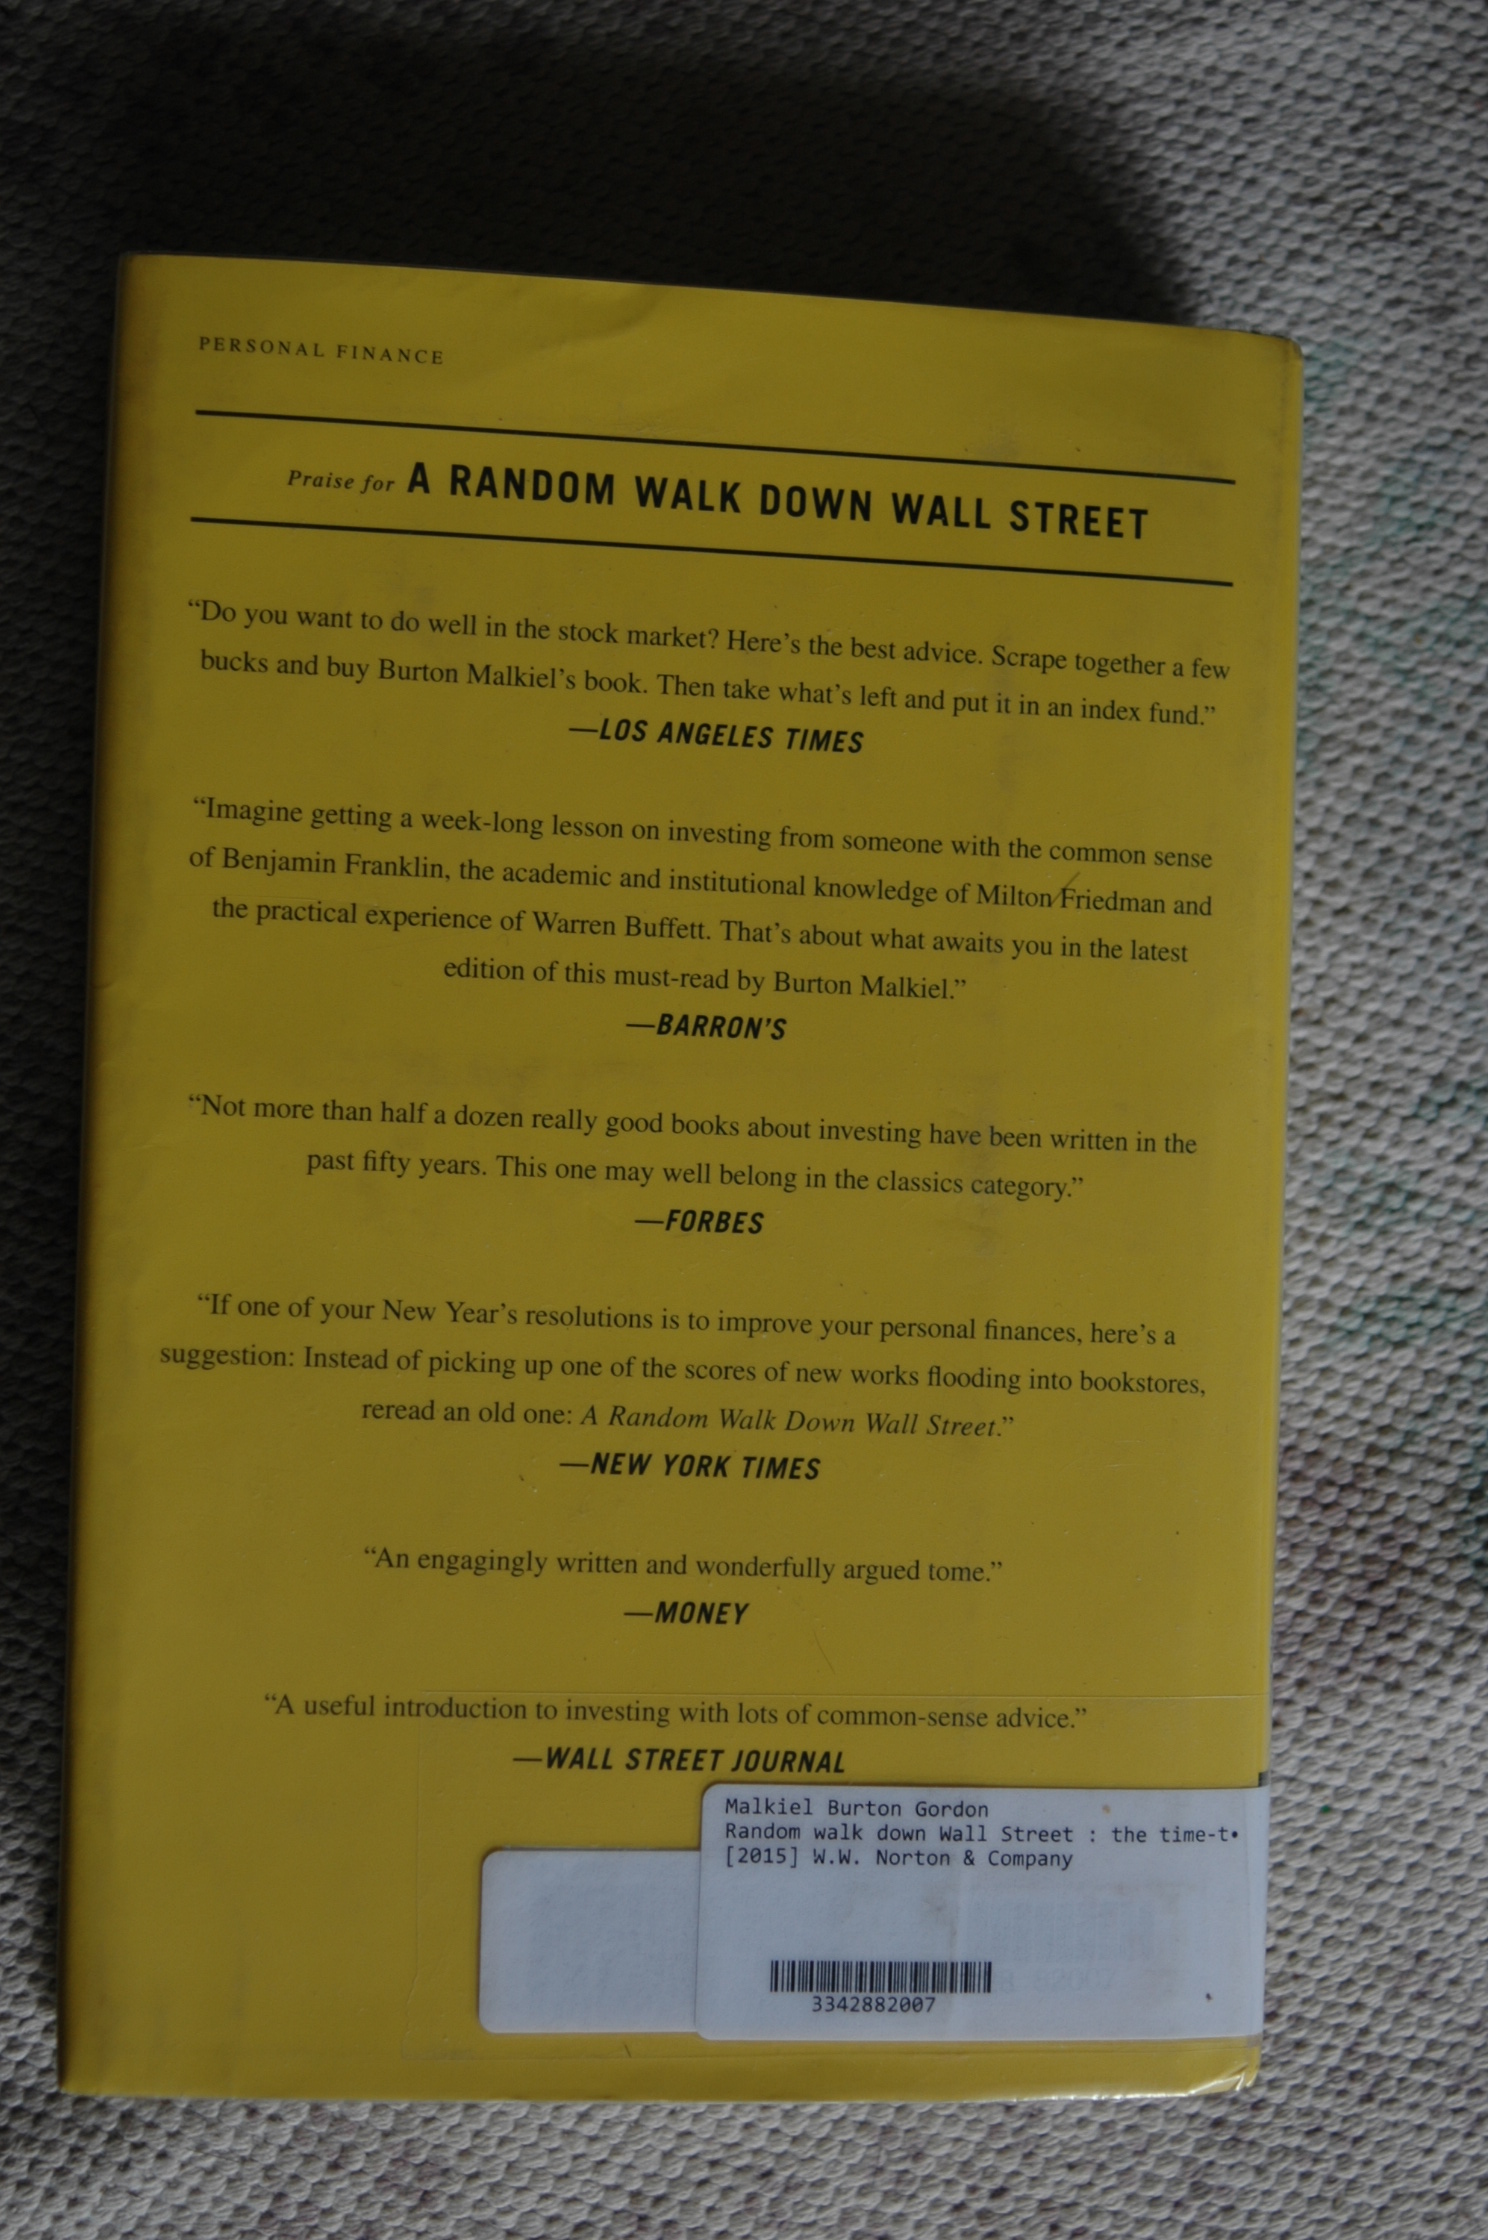 PERSONAL FINANCE
Praise for A RANDOM WALK DOWN WALL STREET
“Do you want to do well in the stock market? Here’s the best advice. Scrape together a few
bucks and buy Burton Malkiel’s book. Then take what’s left and put it in an index fund.”
—LOS ANGELES TIMES
“Imagine getting a week-long lesson on investing from someone with the common sense
of Benjamin Franklin, the academic and institutional knowledge of Milton Friedman and
the practical experience of Warren Buffett. That’s about what awaits you in the latest
edition of this must-read by Burton Malkiel.”
—BARRON’S
“Not more than half a dozen really good books about investing have been written in the
past fifty years. This one may well belong in the classics category.”
—FORBES
“If one of your New Year’s resolutions is to improve your personal finances, here’s a
suggestion: Instead of picking up one of the scores of new works flooding into bookstores,
reread an old one: A Random Walk Down Wall Street.”
—NEW YORK TIMES
“An engagingly written and wonderfully argued tome.”
—MONEY
“A useful introduction to investing with lots of common-sense advice.”
—WALL STREET JOURNAL
Malkiel Burton Gordon
Random walk down Wall Street : the time-t•
[2015] W.W. Norton & Company
3342882007